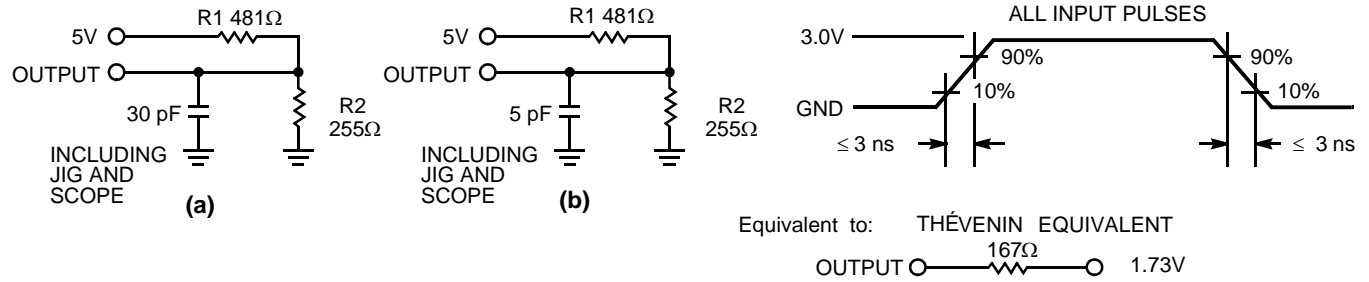 R1 481Ω
5V
OUTPUT
30 pF
R2
255Ω
INCLUDING
JIG AND
SCOPE
(a)
R1 481Ω
5V
OUTPUT
5 pF
R2
255Ω
INCLUDING
JIG AND
SCOPE
(b)
ALL INPUT PULSES
3.0V
90%
10%
GND
90%
10%
≤ 3 ns
≤ 3 ns
Equivalent to: THÉVENIN EQUIVALENT
167Ω
OUTPUT
1.73V